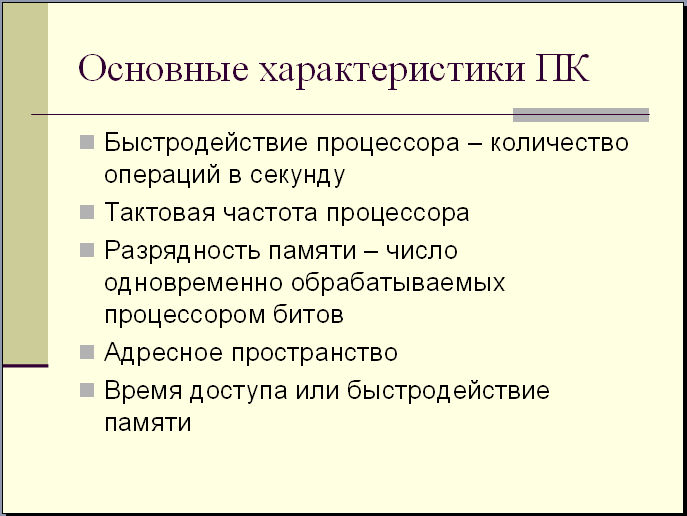 Основные характеристики ПК
Быстродействие процессора – количество
операций в секунду
Тактовая частота процессора
Разрядность памяти – число
одновременно обрабатываемых
процессором битов
Адресное пространство
Время доступа или быстродействие
памяти